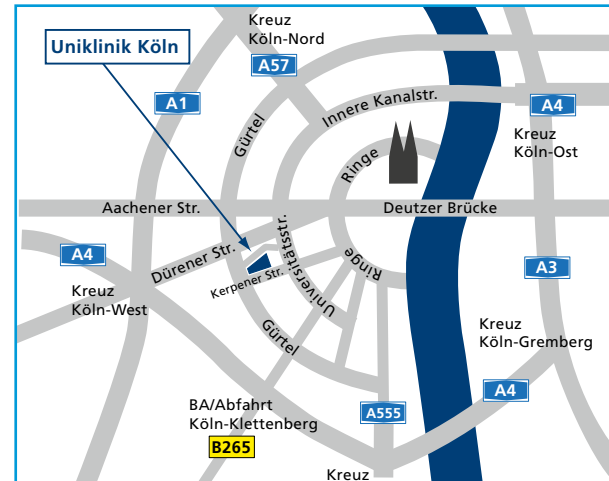 Kreuz
Köln-Nord
Uniklinik Köln
A57
A1
Innere Kanalstr.
A4
Gürtel
Kreuz
Köln-Ost
Ringe
Aachener Str.
Deutzer Brücke
Universitätsstr.
Dürener Str.
A4
Ringe
A3
Kerpener Str.
Kreuz
Köln-West
Gürtel
Kreuz
Köln-Gremberg
A4
BA/Abfahrt
Köln-Klettenberg
A555
B265
Kreuz